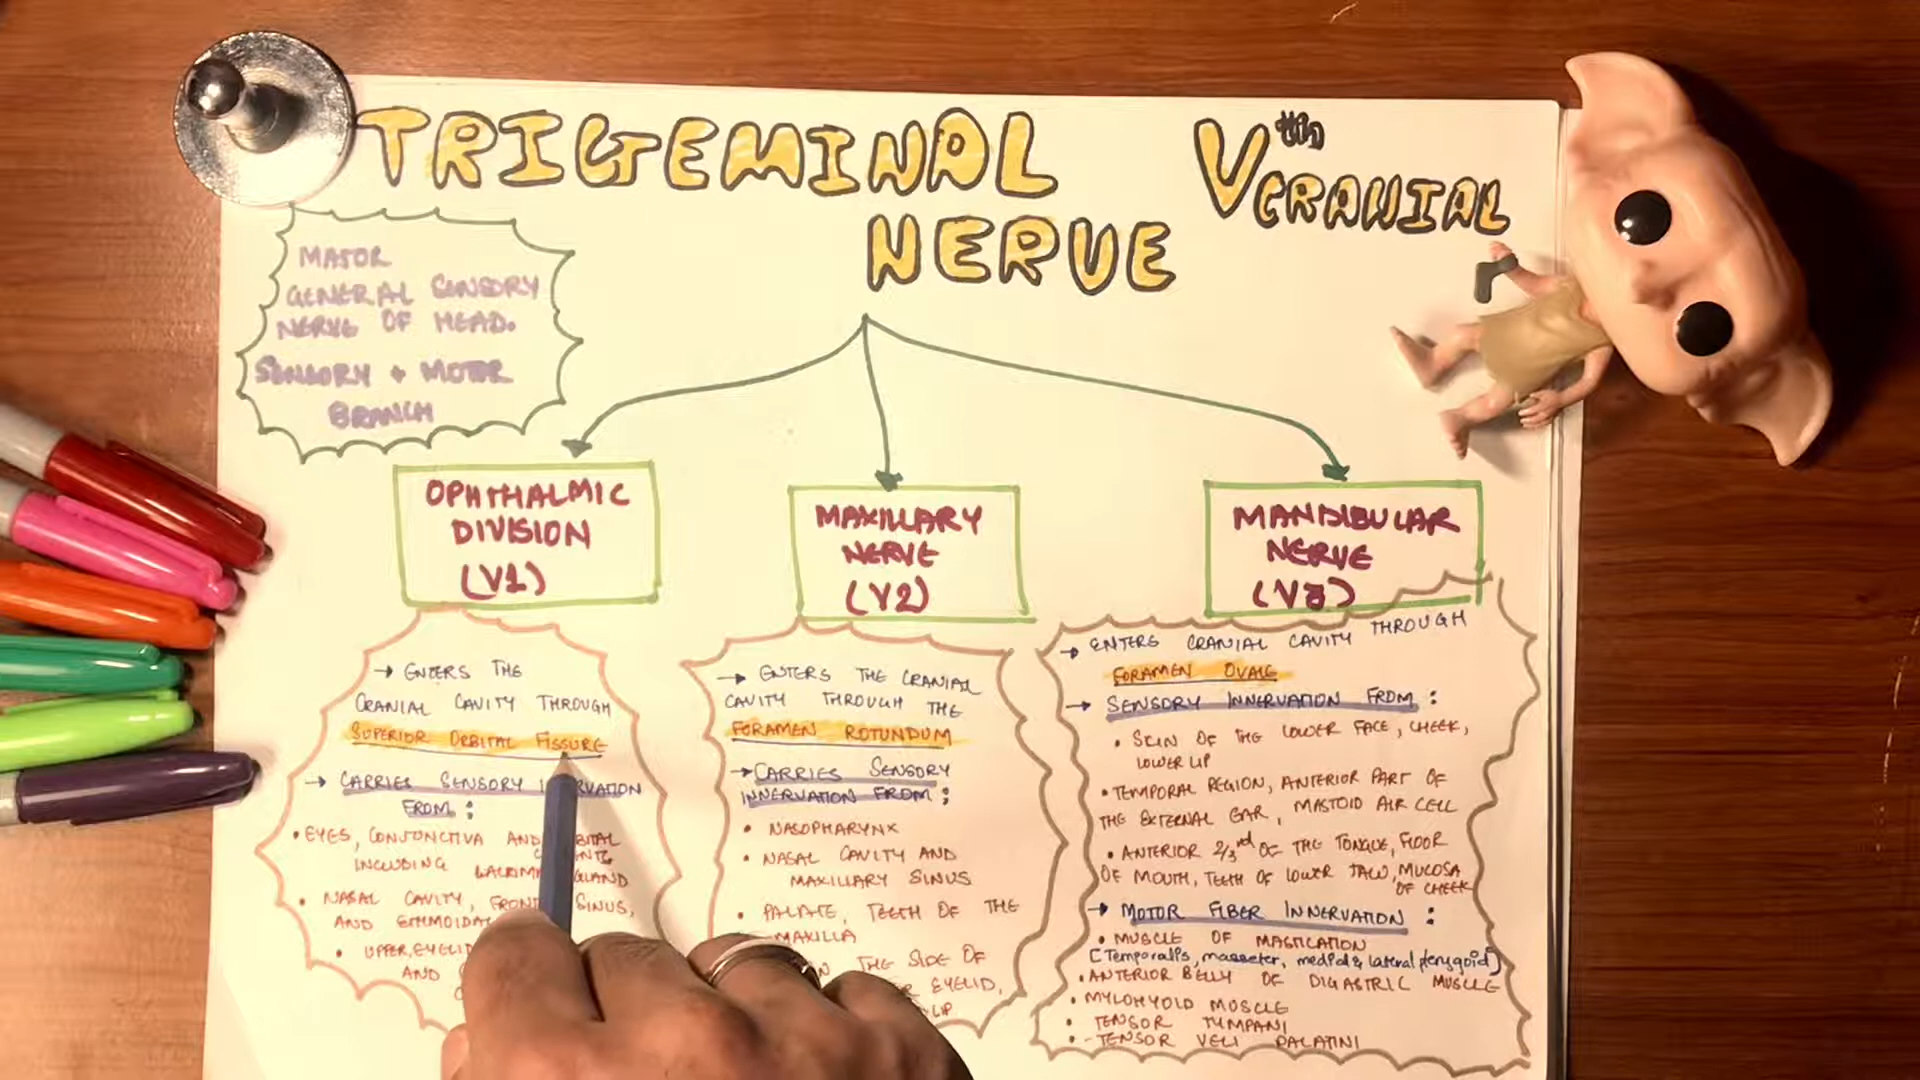 TRIGEMINAL
NERVE
Vth
CRANIAL
MAJOR
GENERAL SENSORY
NERVE OF HEAD.
SENSORY + MOTOR
BRANCH
OPHTHALMIC
DIVISION
(V1)
→ ENTERS THE
CRANIAL CAVITY THROUGH
SUPERIOR ORBITAL FISSURE
→ CARRIES SENSORY
FROM:
• EYES, CONJUNCTIVA AND
INCLUDING GLAND
• NASAL CAVITY, SINUS,
AND
• UPPER, EYELID
AND
MAXILLARY
NERVE
(V2)
→ ENTERS THE CRANIAL
CAVITY THROUGH THE
FORAMEN ROTUNDUM
→ CARRIES SENSORY
INNERVATION FROM:
• NASOPHARYNX
• NASAL CAVITY AND
MAXILLARY SINUS
• PALATE, TEETH OF THE
MAXILLA
THE SIDE OF
EYELID,
MANDIBULAR
NERVE
(V3)
→ ENTERS CRANIAL CAVITY THROUGH
FORAMEN OVALE
→ SENSORY INNERVATION FROM:
• SKIN OF THE LOWER FACE, CHEEK,
LOWER LIP
• TEMPORAL REGION, ANTERIOR PART OF
THE EXTERNAL EAR, MASTOID AIR CELL
• ANTERIOR 2/3rd OF THE TONGUE, FLOOR
OF MOUTH, TEETH OF LOWER JAW, MUCOSA
OF CHEEK
→ MOTOR FIBER INNERVATION:
• MUSCLE OF MASTICATION
[Temporalis, masseter, medial & lateral pterygoid]
• ANTERIOR BELLY OF DIGASTRIC MUSCLE
• MYLOHYOID MUSCLE
• TENSOR TYMPANI
• - TENSOR VELI PALATINI